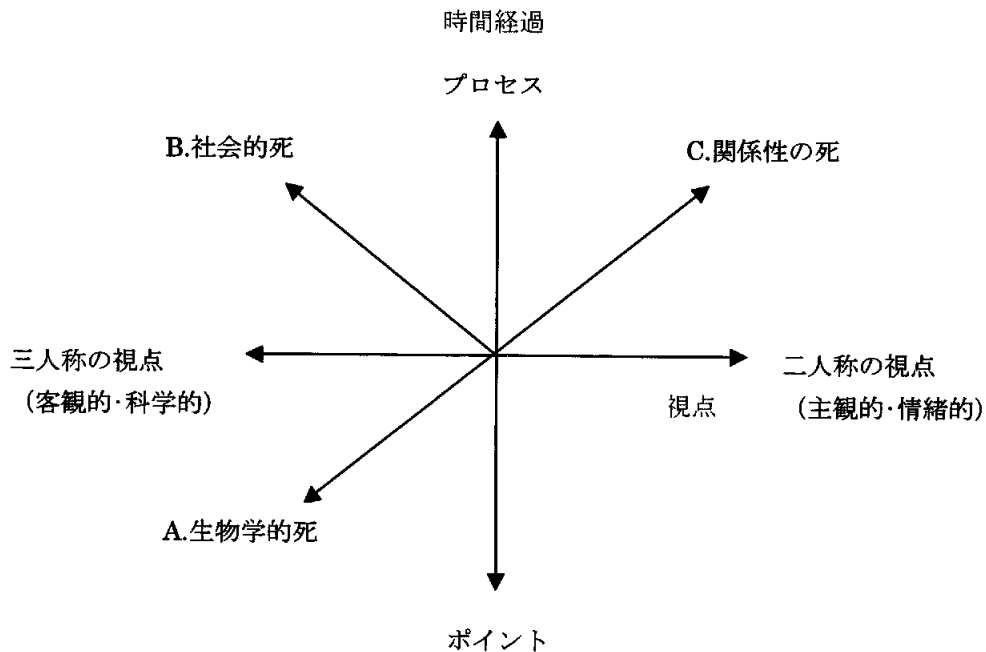 時間経過
プロセス
B.社会的死
C.関係性の死
三人称の視点
(客観的·科学的)
二人称の視点
(主観的·情緒的)
視点
A.生物学的死
ポイント